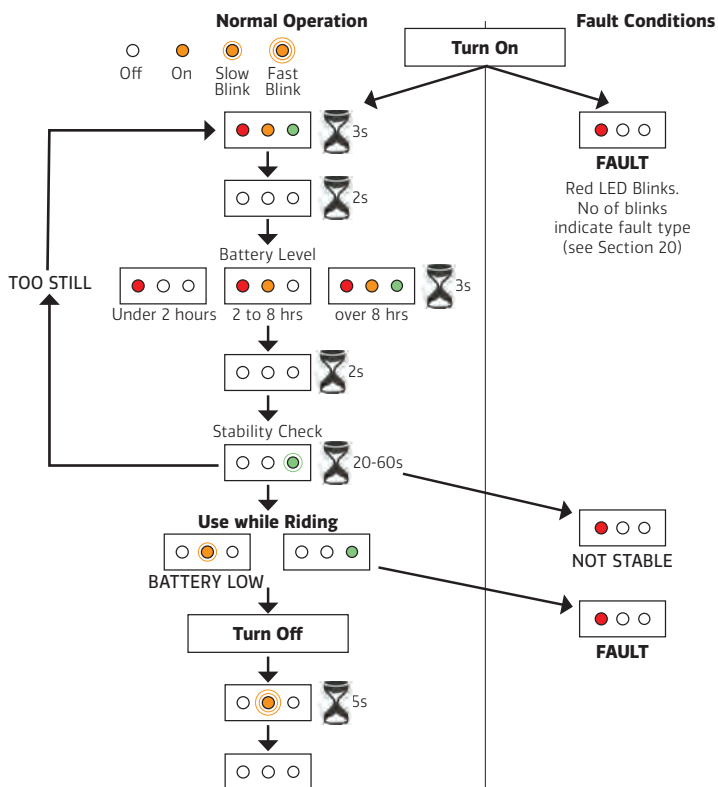 Normal Operation
Fault Conditions
Turn On
Off
On
Slow
Blink
Fast
Blink
3s
FAULT
Red LED Blinks.
No of blinks
indicate fault type
(see Section 20)
2s
Battery Level
TOO STILL
3s
Under 2 hours
2 to 8 hrs
over 8 hrs
2s
Stability Check
20-60s
Use while Riding
NOT STABLE
BATTERY LOW
Turn Off
FAULT
5s